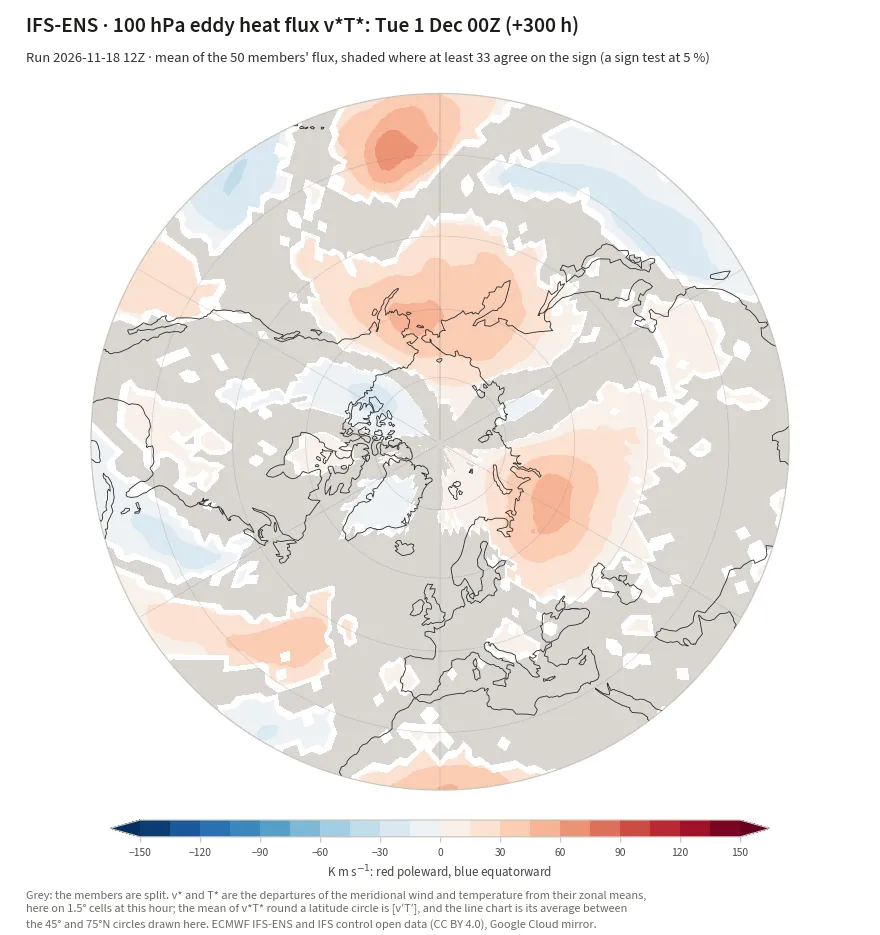 IFS-ENS · 100 hPa eddy heat flux v*T*: Tue 1 Dec 00Z (+300 h)
Run 2026-11-18 12Z · mean of the 50 members' flux, shaded where at least 33 agree on the sign (a sign test at 5 %)
−150 −120 −90 −60 −30 0 30 60 90 120 150
K m s⁻¹: red poleward, blue equatorward
Grey: the members are split. v* and T* are the departures of the meridional wind and temperature from their zonal means,
here on 1.5° cells at this hour; the mean of v*T* round a latitude circle is [v′T′], and the line chart is its average between
the 45° and 75°N circles drawn here. ECMWF IFS-ENS and IFS control open data (CC BY 4.0), Google Cloud mirror.